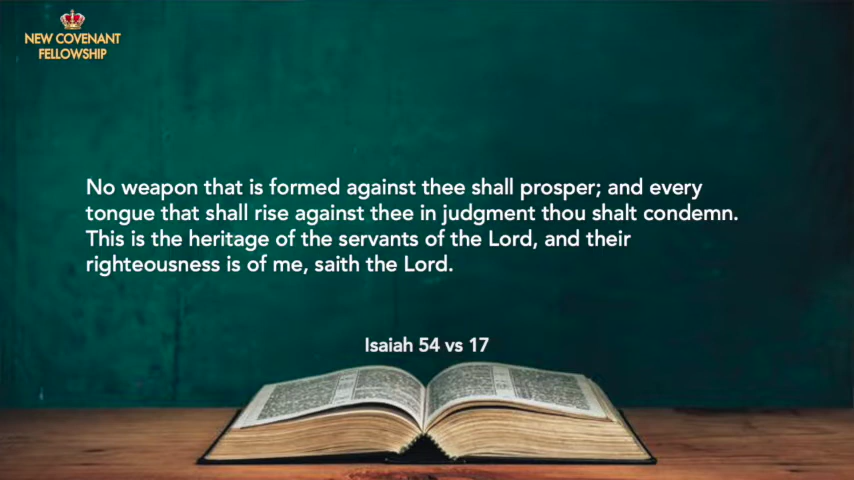 NEW COVENANT
FELLOWSHIP
No weapon that is formed against thee shall prosper; and every
tongue that shall rise against thee in judgment thou shalt condemn.
This is the heritage of the servants of the Lord, and their
righteousness is of me, saith the Lord.
Isaiah 54 vs 17